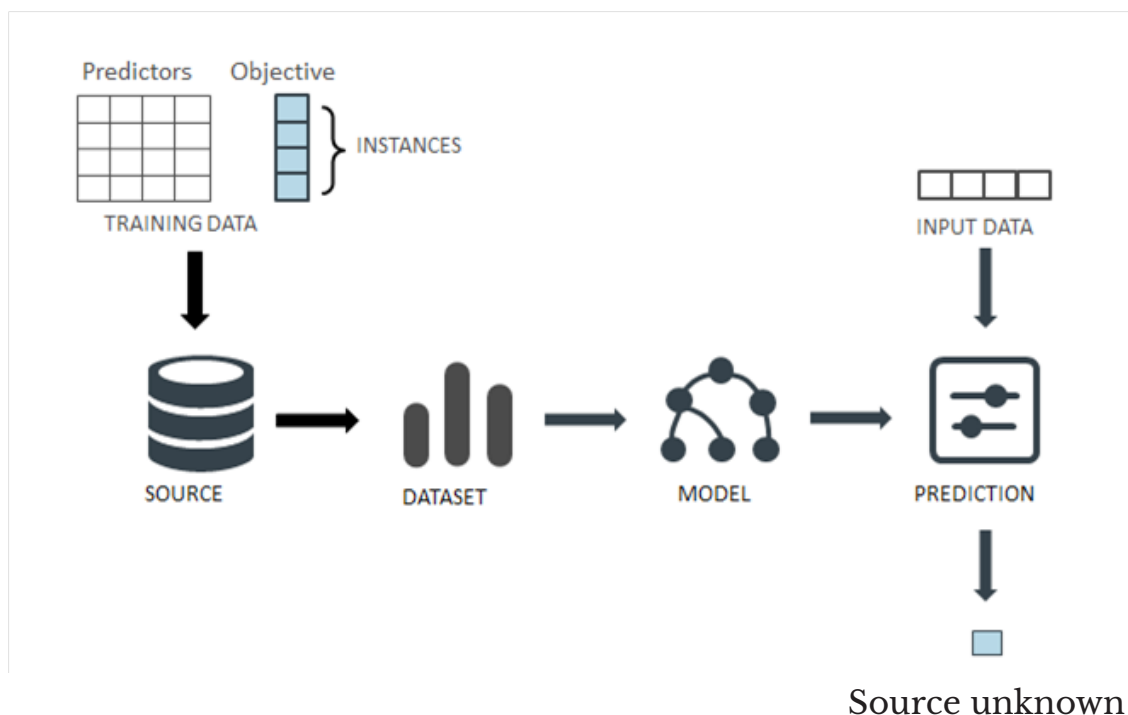 Predictors Objective
INSTANCES
TRAINING DATA
INPUT DATA
SOURCE
DATASET
MODEL
PREDICTION
Source unknown